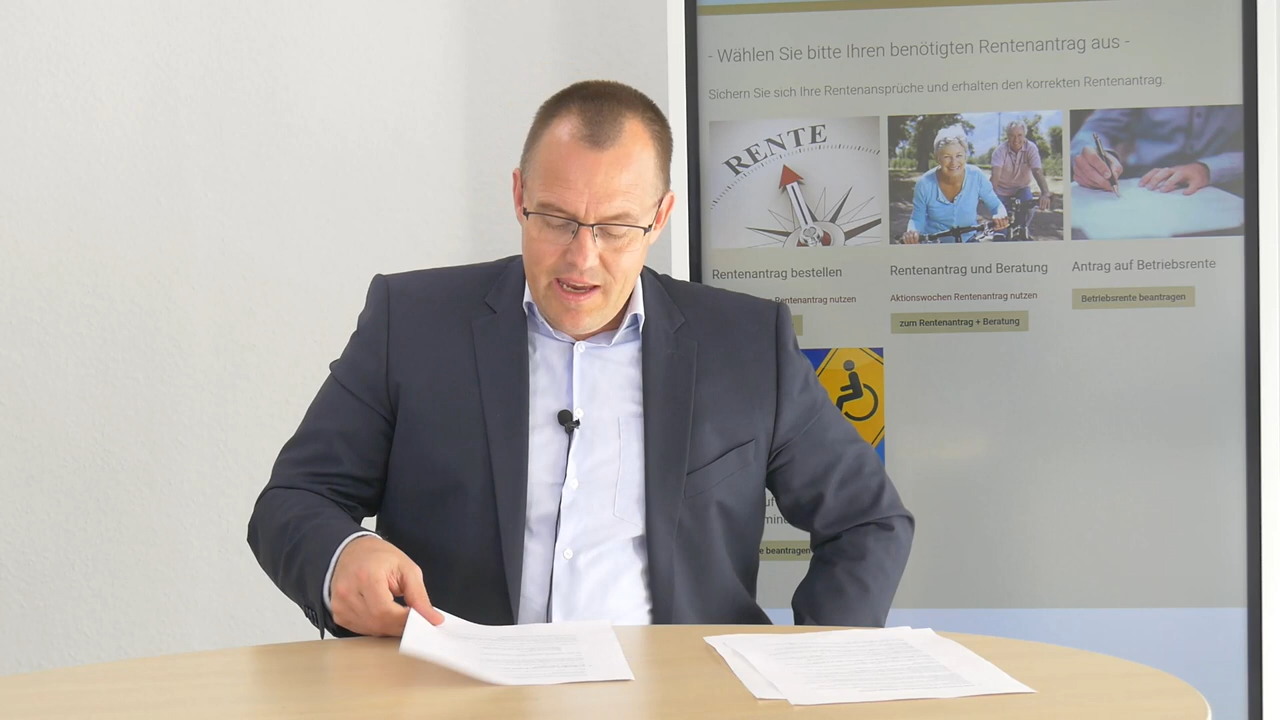 - Wählen Sie bitte Ihren benötigten Rentenantrag aus -
Sichern Sie sich Ihre Rentenansprüche und erhalten den korrekten Rentenantrag.
RENTE
Rentenantrag bestellen
Rentenantrag nutzen
Rentenantrag und Beratung
Aktionswochen Rentenantrag nutzen
zum Rentenantrag + Beratung
Antrag auf Betriebsrente
Betriebsrente beantragen
beantragen